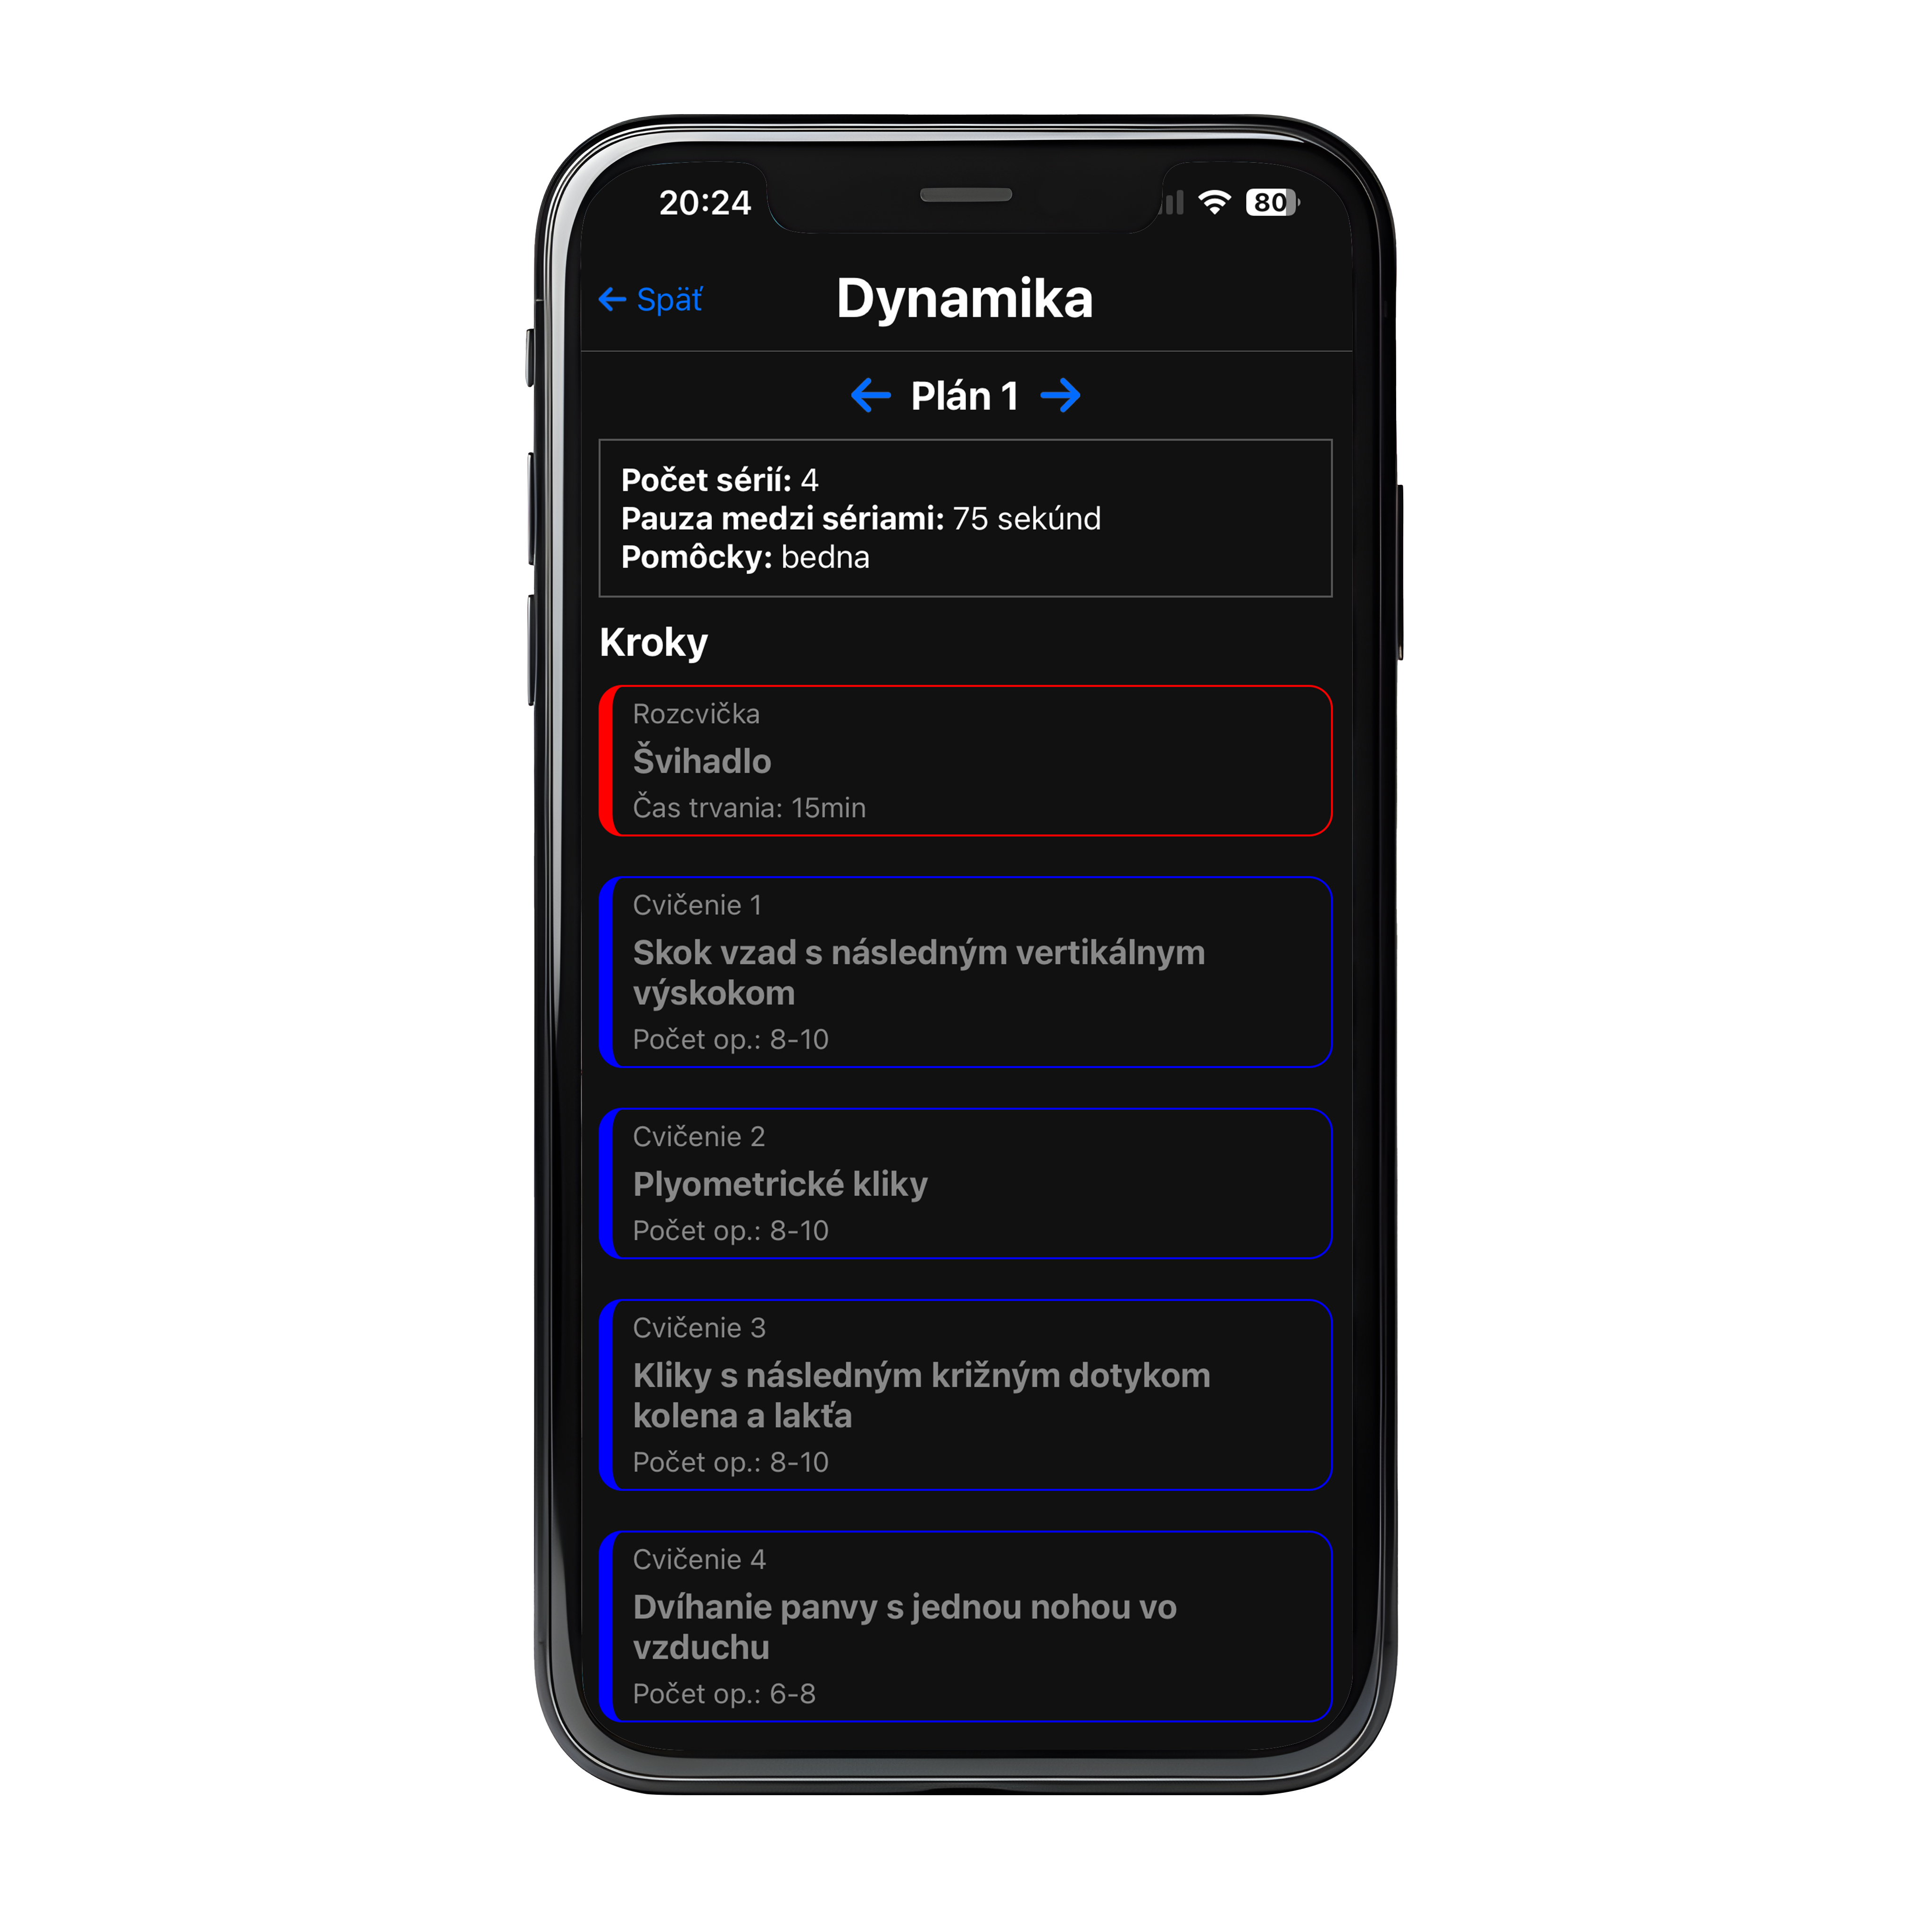 20:24
80
Späť
Dynamika
Plán 1
Počet sérií: 4
Pauza medzi sériami: 75 sekúnd
Pomôcky: bedna
Kroky
Rozcvička
Švihadlo
Čas trvania: 15min
Cvičenie 1
Skok vzad s následným vertikálnym
výskokom
Počet op.: 8-10
Cvičenie 2
Plyometrické kliky
Počet op.: 8-10
Cvičenie 3
Kliky s následným križným dotykom
kolena a lakťa
Počet op.: 8-10
Cvičenie 4
Dvíhanie panvy s jednou nohou vo
vzduchu
Počet op.: 6-8